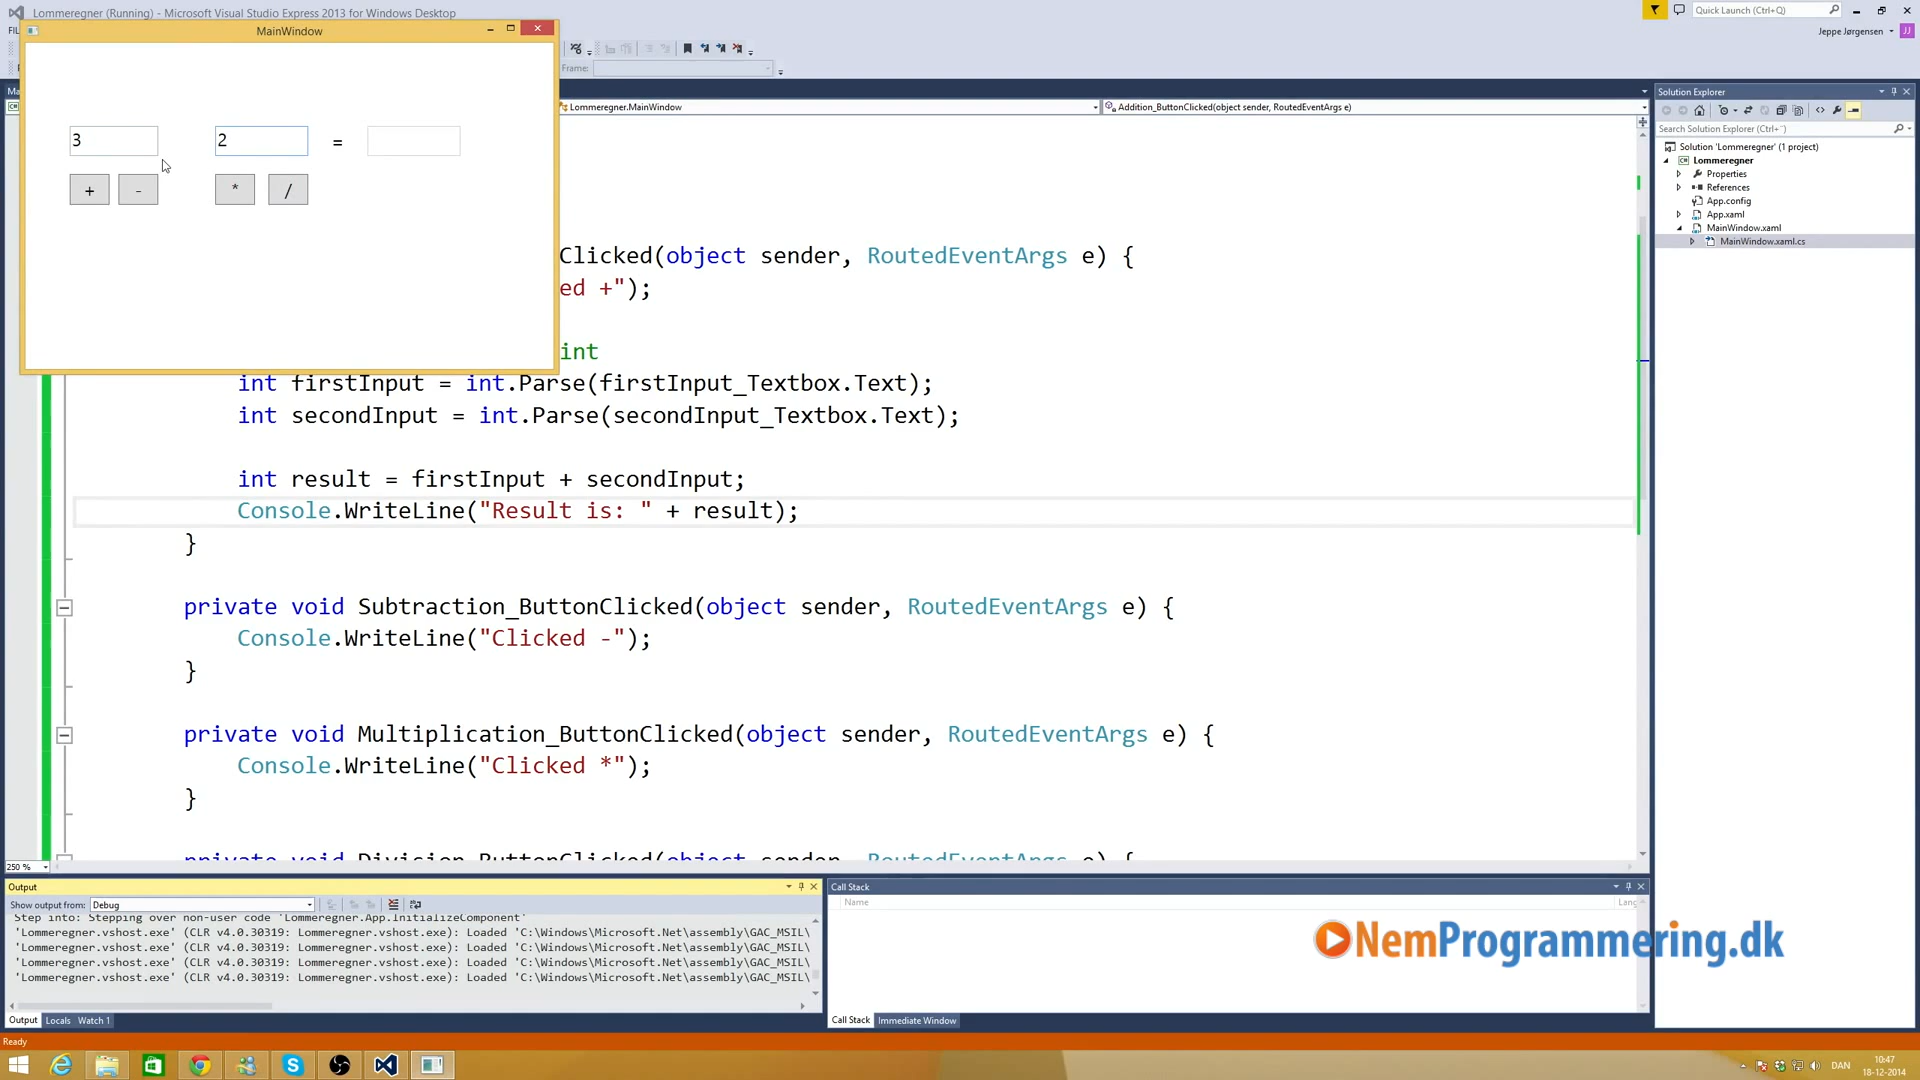 Lommeregner (Running) - Microsoft Visual Studio Express 2013 for Windows Desktop
Quick Launch (Ctrl+Q)
MainWindow
Jeppe Jørgensen
JJ
Frame:
Lommeregner.MainWindow
Addition_ButtonClicked(object sender, RoutedEventArgs e)
3
2
=
+
-
*
/
Clicked(object sender, RoutedEventArgs e) {
ed +");
int
int firstInput = int.Parse(firstInput_Textbox.Text);
int secondInput = int.Parse(secondInput_Textbox.Text);
int result = firstInput + secondInput;
Console.WriteLine("Result is: " + result);
}
private void Subtraction_ButtonClicked(object sender, RoutedEventArgs e) {
Console.WriteLine("Clicked -");
}
private void Multiplication_ButtonClicked(object sender, RoutedEventArgs e) {
Console.WriteLine("Clicked *");
}
private void Division_ButtonClicked(object sender, RoutedEventArgs e) {
250 %
Solution Explorer
Search Solution Explorer (Ctrl+¨)
Solution 'Lommeregner' (1 project)
Lommeregner
Properties
References
App.config
App.xaml
MainWindow.xaml
MainWindow.xaml.cs
Output
Show output from: Debug
Step into: Stepping over non-user code 'Lommeregner.App.InitializeComponent'
'Lommeregner.vshost.exe' (CLR v4.0.30319: Lommeregner.vshost.exe): Loaded 'C:\Windows\Microsoft.Net\assembly\GAC_MSIL\
'Lommeregner.vshost.exe' (CLR v4.0.30319: Lommeregner.vshost.exe): Loaded 'C:\Windows\Microsoft.Net\assembly\GAC_MSIL\
'Lommeregner.vshost.exe' (CLR v4.0.30319: Lommeregner.vshost.exe): Loaded 'C:\Windows\Microsoft.Net\assembly\GAC_MSIL\
'Lommeregner.vshost.exe' (CLR v4.0.30319: Lommeregner.vshost.exe): Loaded 'C:\Windows\Microsoft.Net\assembly\GAC_MSIL\
Output Locals Watch 1
Call Stack
Name
Lang
NemProgrammering.dk
Call Stack Immediate Window
Ready
DAN
10:47
18-12-2014